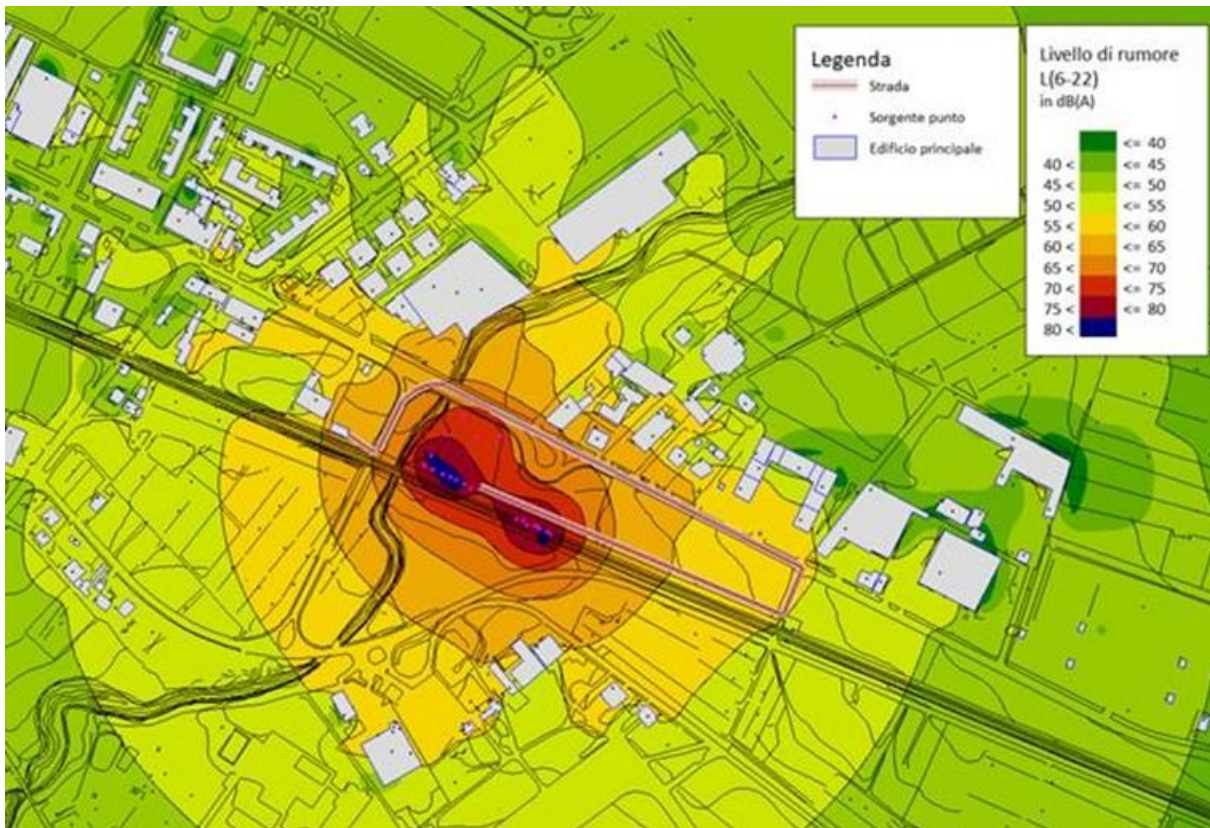 Legenda
Strada
Sorgente punto
Edificio principale
Livello di rumore
L(6-22)
in dB(A)
<= 40
40 < <= 45
45 < <= 50
50 < <= 55
55 < <= 60
60 < <= 65
65 < <= 70
70 < <= 75
75 < <= 80
80 <